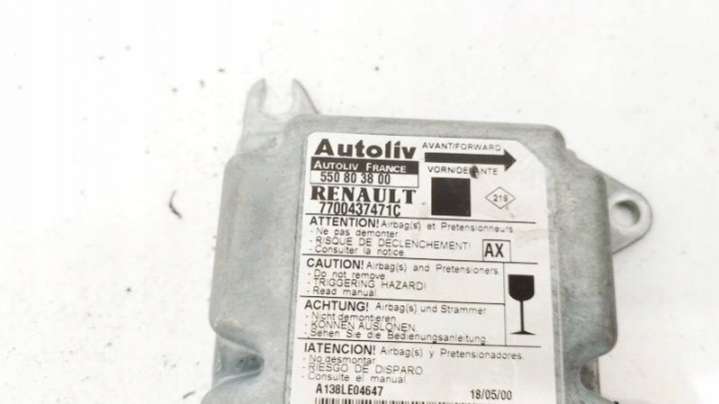 Autoliv
AVANT/FORWARD
AUTOLIV FRANCE
VORN/DELANTE
550 80 38 00
RENAULT
7700437471C
216
ATTENTION! Airbag(s) et Pretensionneurs
- Ne pas demonter
- RISQUE DE DECLENCHEMENT!
- Consulter la notice
AX
CAUTION! Airbag(s) and Pretensioners.
- Do not remove
- TRIGGERING HAZARD!
- Read manual
ACHTUNG! Airbag(s) und Strammer
- Nicht demontieren
- KONNEN AUSLONEN
- Sehen Sie die Bedienungsanleitung
!ATENCION! Airbag(s) y Pretensionadores.
- No desmontar
- RIESGO DE DISPARO
- Consulte el manual
A138LE04647
18/05/00